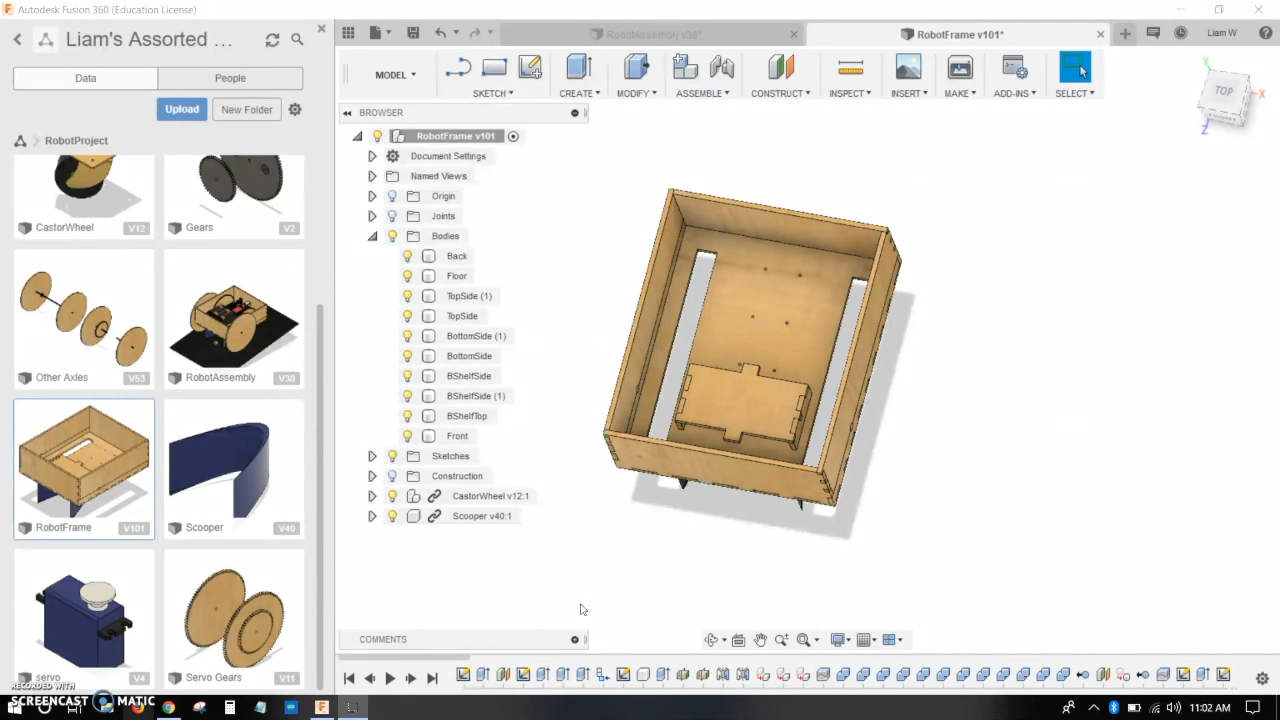 Autodesk Fusion 360 (Education License)
Liam's Assorted ...
Data People
Upload New Folder
RobotProject
CastorWheel V12
Gears V2
Other Axles V53
RobotAssembly V38
RobotFrame V101
Scooper V40
servo V4
Servo Gears V11
RobotAssembly v38*
RobotFrame v101*
Liam W
MODEL
SKETCH
CREATE
MODIFY
ASSEMBLE
CONSTRUCT
INSPECT
INSERT
MAKE
ADD-INS
SELECT
TOP
Y
X
Z
BROWSER
RobotFrame v101
Document Settings
Named Views
Origin
Joints
Bodies
Back
Floor
TopSide (1)
TopSide
BottomSide (1)
BottomSide
BShelfSide
BShelfSide (1)
BShelfTop
Front
Sketches
Construction
CastorWheel v12:1
Scooper v40:1
COMMENTS
RECORDED WITH
SCREENCAST MATIC
11:02 AM